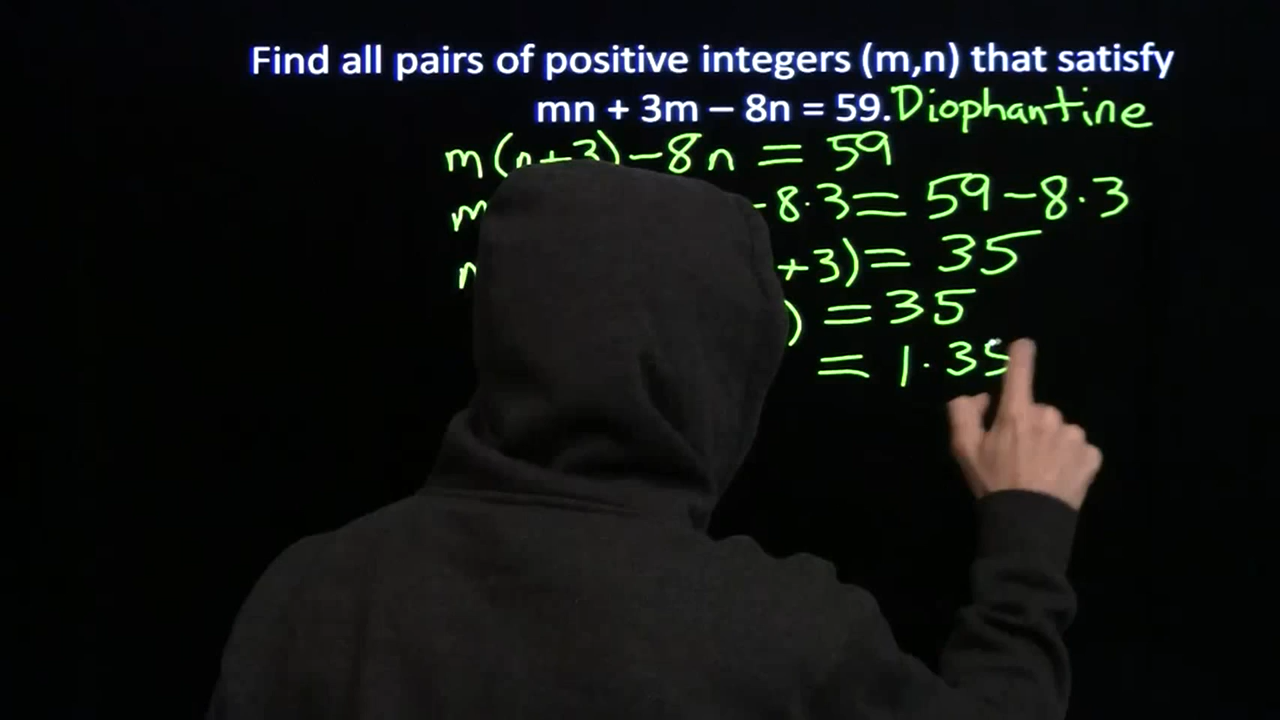 Find all pairs of positive integers (m,n) that satisfy
mn + 3m – 8n = 59. Diophantine
m(n+3) – 8n = 59
m – 8·3 = 59 – 8·3
+3) = 35
) = 35
= 1·35